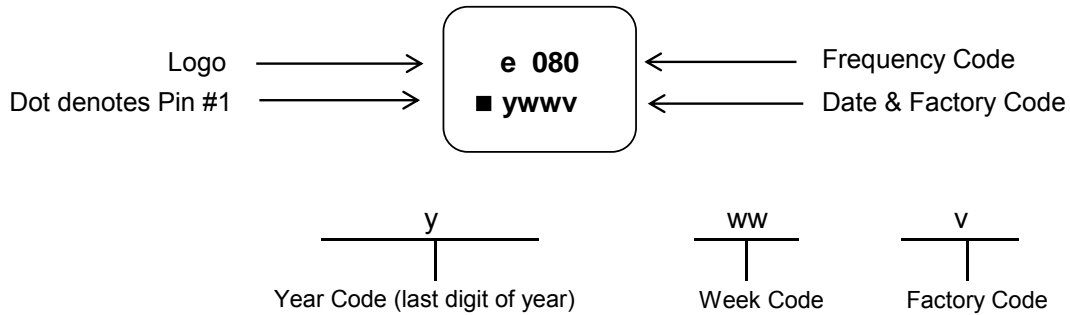 Logo e 080 Frequency Code
Dot denotes Pin #1 ■ ywwv Date & Factory Code
y ww v
Year Code (last digit of year) Week Code Factory Code